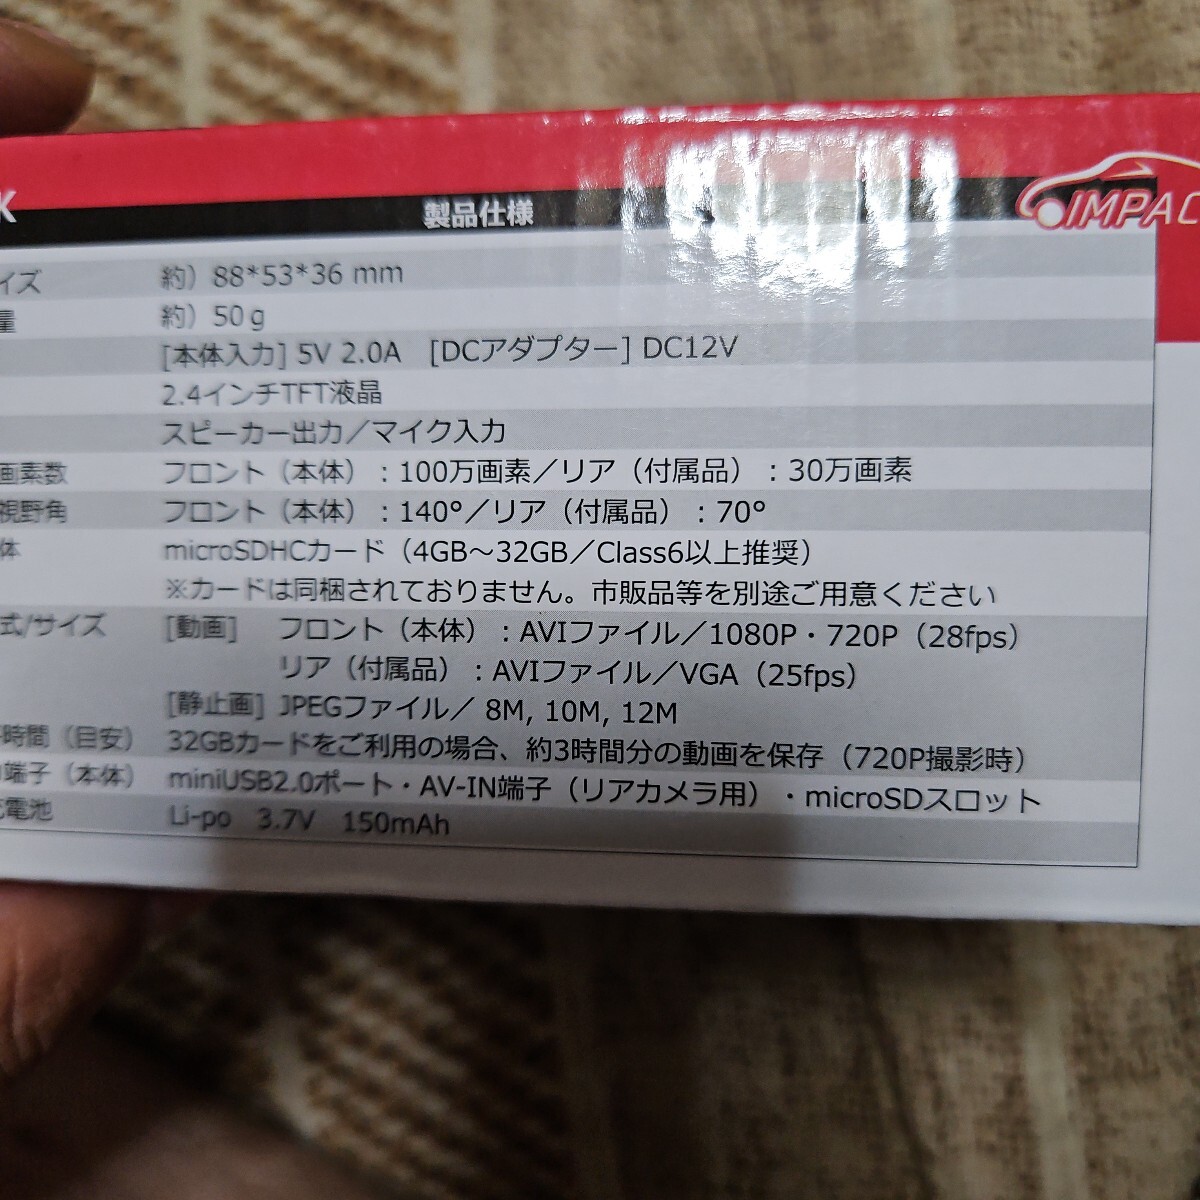 K 製品仕様 IMPAC
イズ 約）88*53*36 mm
量 約）50 g
[本体入力] 5V 2.0A [DCアダプター] DC12V
2.4インチTFT液晶
スピーカー出力／マイク入力
画素数 フロント（本体）：100万画素／リア（付属品）：30万画素
視野角 フロント（本体）：140°／リア（付属品）：70°
体 microSDHCカード（4GB～32GB／Class6以上推奨）
※カードは同梱されておりません。市販品等を別途ご用意ください
式/サイズ [動画] フロント（本体）：AVIファイル／1080P・720P（28fps）
リア（付属品）：AVIファイル／VGA（25fps）
[静止画] JPEGファイル／ 8M, 10M, 12M
時間（目安） 32GBカードをご利用の場合、約3時間分の動画を保存（720P撮影時）
端子（本体） miniUSB2.0ポート・AV-IN端子（リアカメラ用）・microSDスロット
充電池 Li-po 3.7V 150mAh